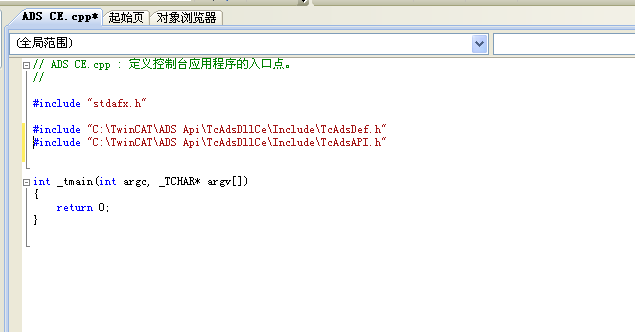 ADS CE.cpp* 起始页 对象浏览器
(全局范围)
// ADS CE.cpp : 定义控制台应用程序的入口点。
//
#include "stdafx.h"
#include "C:\TwinCAT\ADS Api\TcAdsDllCe\Include\TcAdsDef.h"
#include "C:\TwinCAT\ADS Api\TcAdsDllCe\Include\TcAdsAPI.h"
int _tmain(int argc, _TCHAR* argv[])
{
return 0;
}